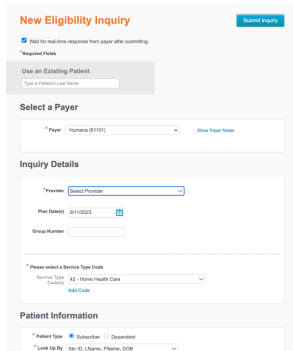 New Eligibility Inquiry
Submit Inquiry
Wait for real-time response from payer after submitting.
*Required Fields
Use an Existing Patient
Type a Patient's Last Name
Select a Payer
* Payer Humana (61101)
Show Payer Notes
Inquiry Details
*Provider Select Provider
Plan Date(s) 9/11/2023
Group Number
* Please select a Service Type Code
Service Type Code(s) 42 - Home Health Care
Add Code
Patient Information
* Patient Type Subscriber Dependent
* Look Up By Sbr ID, LName, FName, DOB